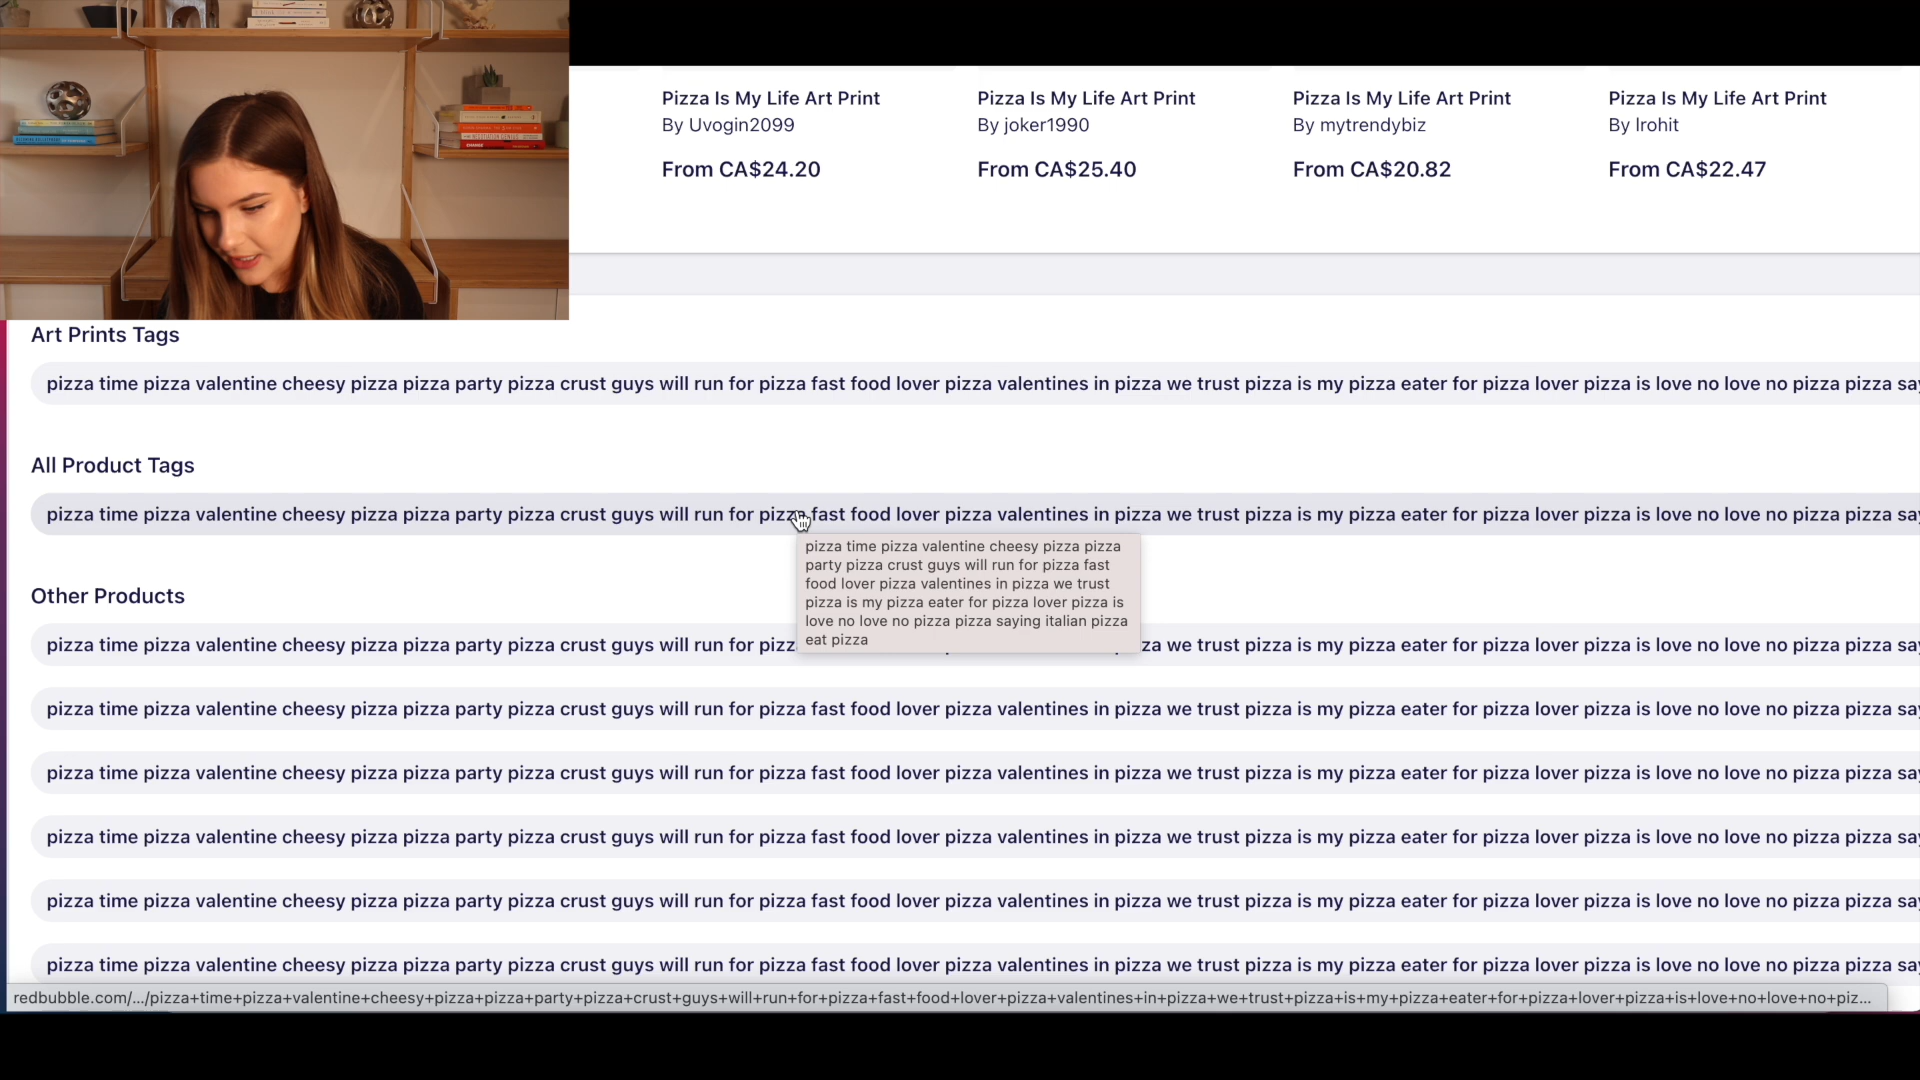 Pizza Is My Life Art Print
By Uvogin2099
From CA$24.20
Pizza Is My Life Art Print
By joker1990
From CA$25.40
Pizza Is My Life Art Print
By mytrendybiz
From CA$20.82
Pizza Is My Life Art Print
By lrohit
From CA$22.47
Art Prints Tags
pizza time pizza valentine cheesy pizza pizza party pizza crust guys will run for pizza fast food lover pizza valentines in pizza we trust pizza is my pizza eater for pizza lover pizza is love no love no pizza pizza say
All Product Tags
pizza time pizza valentine cheesy pizza pizza party pizza crust guys will run for pizza fast food lover pizza valentines in pizza we trust pizza is my pizza eater for pizza lover pizza is love no love no pizza pizza say
pizza time pizza valentine cheesy pizza pizza
party pizza crust guys will run for pizza fast
food lover pizza valentines in pizza we trust
pizza is my pizza eater for pizza lover pizza is
love no love no pizza pizza saying italian pizza
eat pizza
Other Products
pizza time pizza valentine cheesy pizza pizza party pizza crust guys will run for pizz za we trust pizza is my pizza eater for pizza lover pizza is love no love no pizza pizza say
pizza time pizza valentine cheesy pizza pizza party pizza crust guys will run for pizza fast food lover pizza valentines in pizza we trust pizza is my pizza eater for pizza lover pizza is love no love no pizza pizza say
pizza time pizza valentine cheesy pizza pizza party pizza crust guys will run for pizza fast food lover pizza valentines in pizza we trust pizza is my pizza eater for pizza lover pizza is love no love no pizza pizza say
pizza time pizza valentine cheesy pizza pizza party pizza crust guys will run for pizza fast food lover pizza valentines in pizza we trust pizza is my pizza eater for pizza lover pizza is love no love no pizza pizza say
pizza time pizza valentine cheesy pizza pizza party pizza crust guys will run for pizza fast food lover pizza valentines in pizza we trust pizza is my pizza eater for pizza lover pizza is love no love no pizza pizza say
pizza time pizza valentine cheesy pizza pizza party pizza crust guys will run for pizza fast food lover pizza valentines in pizza we trust pizza is my pizza eater for pizza lover pizza is love no love no pizza pizza say
redbubble.com/.../pizza+time+pizza+valentine+cheesy+pizza+pizza+party+pizza+crust+guys+will+run+for+pizza+fast+food+lover+pizza+valentines+in+pizza+we+trust+pizza+is+my+pizza+eater+for+pizza+lover+pizza+is+love+no+love+no+piz...